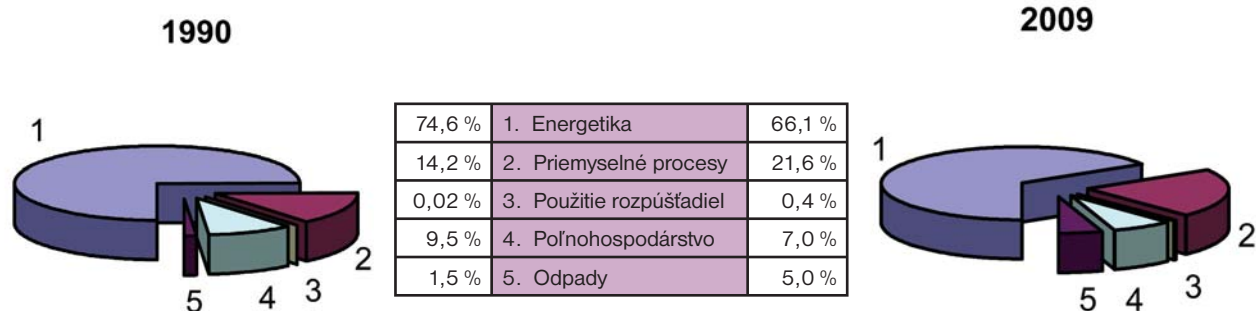 1990
2009
1
2
3
4
5
74,6 % 1. Energetika 66,1 %
14,2 % 2. Priemyselné procesy 21,6 %
0,02 % 3. Použitie rozpúšťadiel 0,4 %
9,5 % 4. Poľnohospodárstvo 7,0 %
1,5 % 5. Odpady 5,0 %
1
2
3
4
5